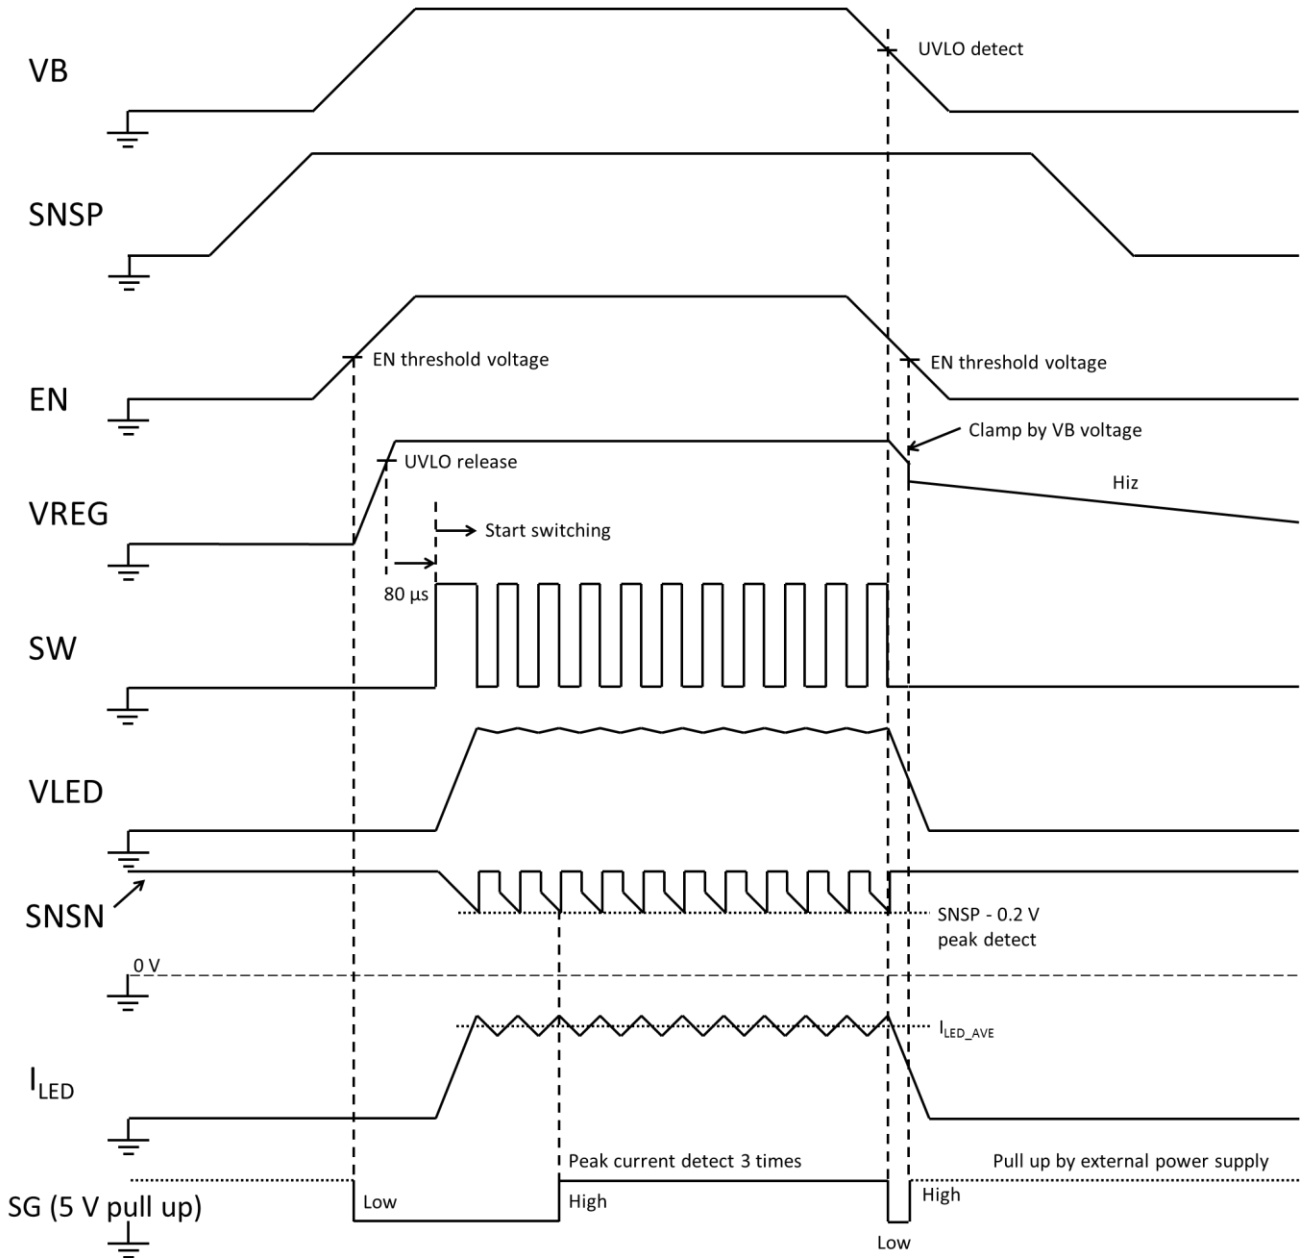 VB
UVLO detect
SNSP
EN threshold voltage
EN threshold voltage
EN
Clamp by VB voltage
UVLO release
Hiz
VREG
Start switching
80 μs
SW
VLED
SNSN
SNSP - 0.2 V
peak detect
0 V
I_LED_AVE
I_LED
Peak current detect 3 times
Pull up by external power supply
SG (5 V pull up)
Low
High
High
Low